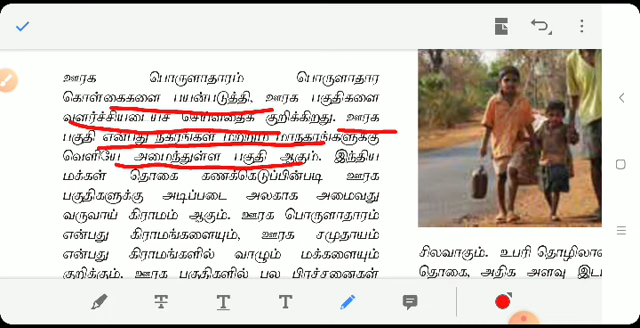 ஊரக பொருளாதாரம் பொருளாதார
கொள்கைகளை பயன்படுத்தி, ஊரக பகுதிகளை
வளர்ச்சியடையச் செய்வதைக் குறிக்கிறது. ஊரக
பகுதி என்பது நகரங்கள் மற்றும் மாநகரங்களுக்கு
வெளியே அமைந்துள்ள பகுதி ஆகும். இந்திய
மக்கள் தொகை கணக்கெடுப்பின்படி ஊரக
பகுதிகளுக்கு அடிப்படை அலகாக அமைவது
வருவாய் கிராமம் ஆகும். ஊரக பொருளாதாரம்
என்பது கிராமங்களையும், ஊரக சமுதாயம்
என்பது கிராமங்களில் வாழும் மக்களையும்
குறிக்கும். ஊரக பகுதிகளில் பல பிரச்சனைகள்
சிலவாகும். உபரி தொழிலா
தொகை, அதிக அளவு இட
T T T